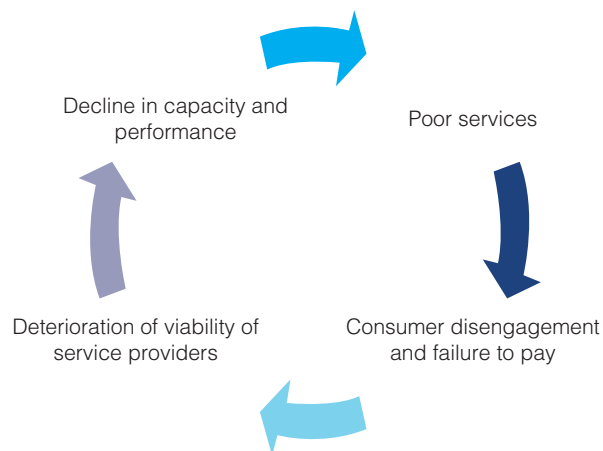 Decline in capacity and
performance
Poor services
Deterioration of viability of
service providers
Consumer disengagement
and failure to pay